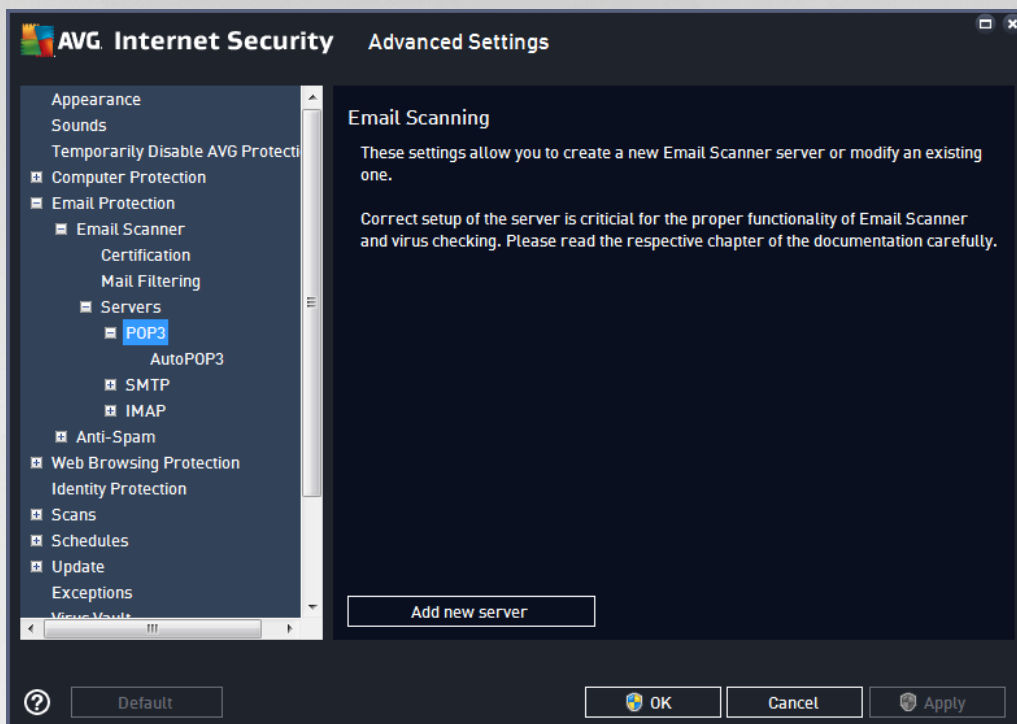 AVG. Internet Security Advanced Settings
Appearance
Sounds
Temporarily Disable AVG Protecti
Computer Protection
Email Protection
Email Scanner
Certification
Mail Filtering
Servers
POP3
AutoPOP3
SMTP
IMAP
Anti-Spam
Web Browsing Protection
Identity Protection
Scans
Schedules
Update
Exceptions
Virus Vault
Email Scanning
These settings allow you to create a new Email Scanner server or modify an existing
one.
Correct setup of the server is criticial for the proper functionality of Email Scanner
and virus checking. Please read the respective chapter of the documentation carefully.
Add new server
? Default OK Cancel Apply